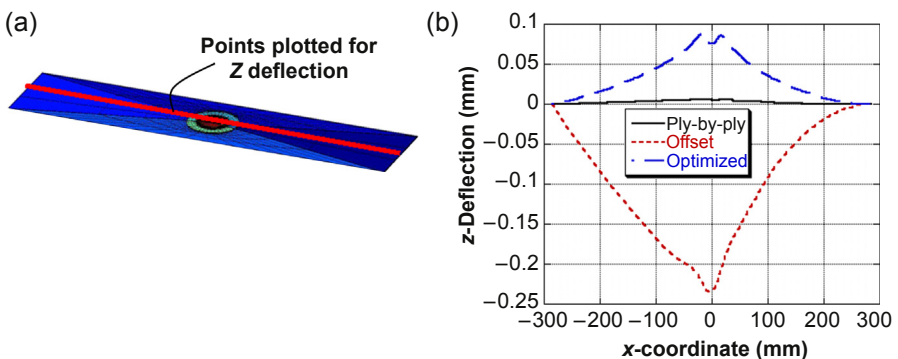 (a)
Points plotted for
Z deflection
(b)
z-Deflection (mm)
0.1
0.05
0
−0.05
−0.1
−0.15
−0.2
−0.25
Ply-by-ply
Offset
Optimized
−300 −200 −100 0 100 200 300
x-coordinate (mm)